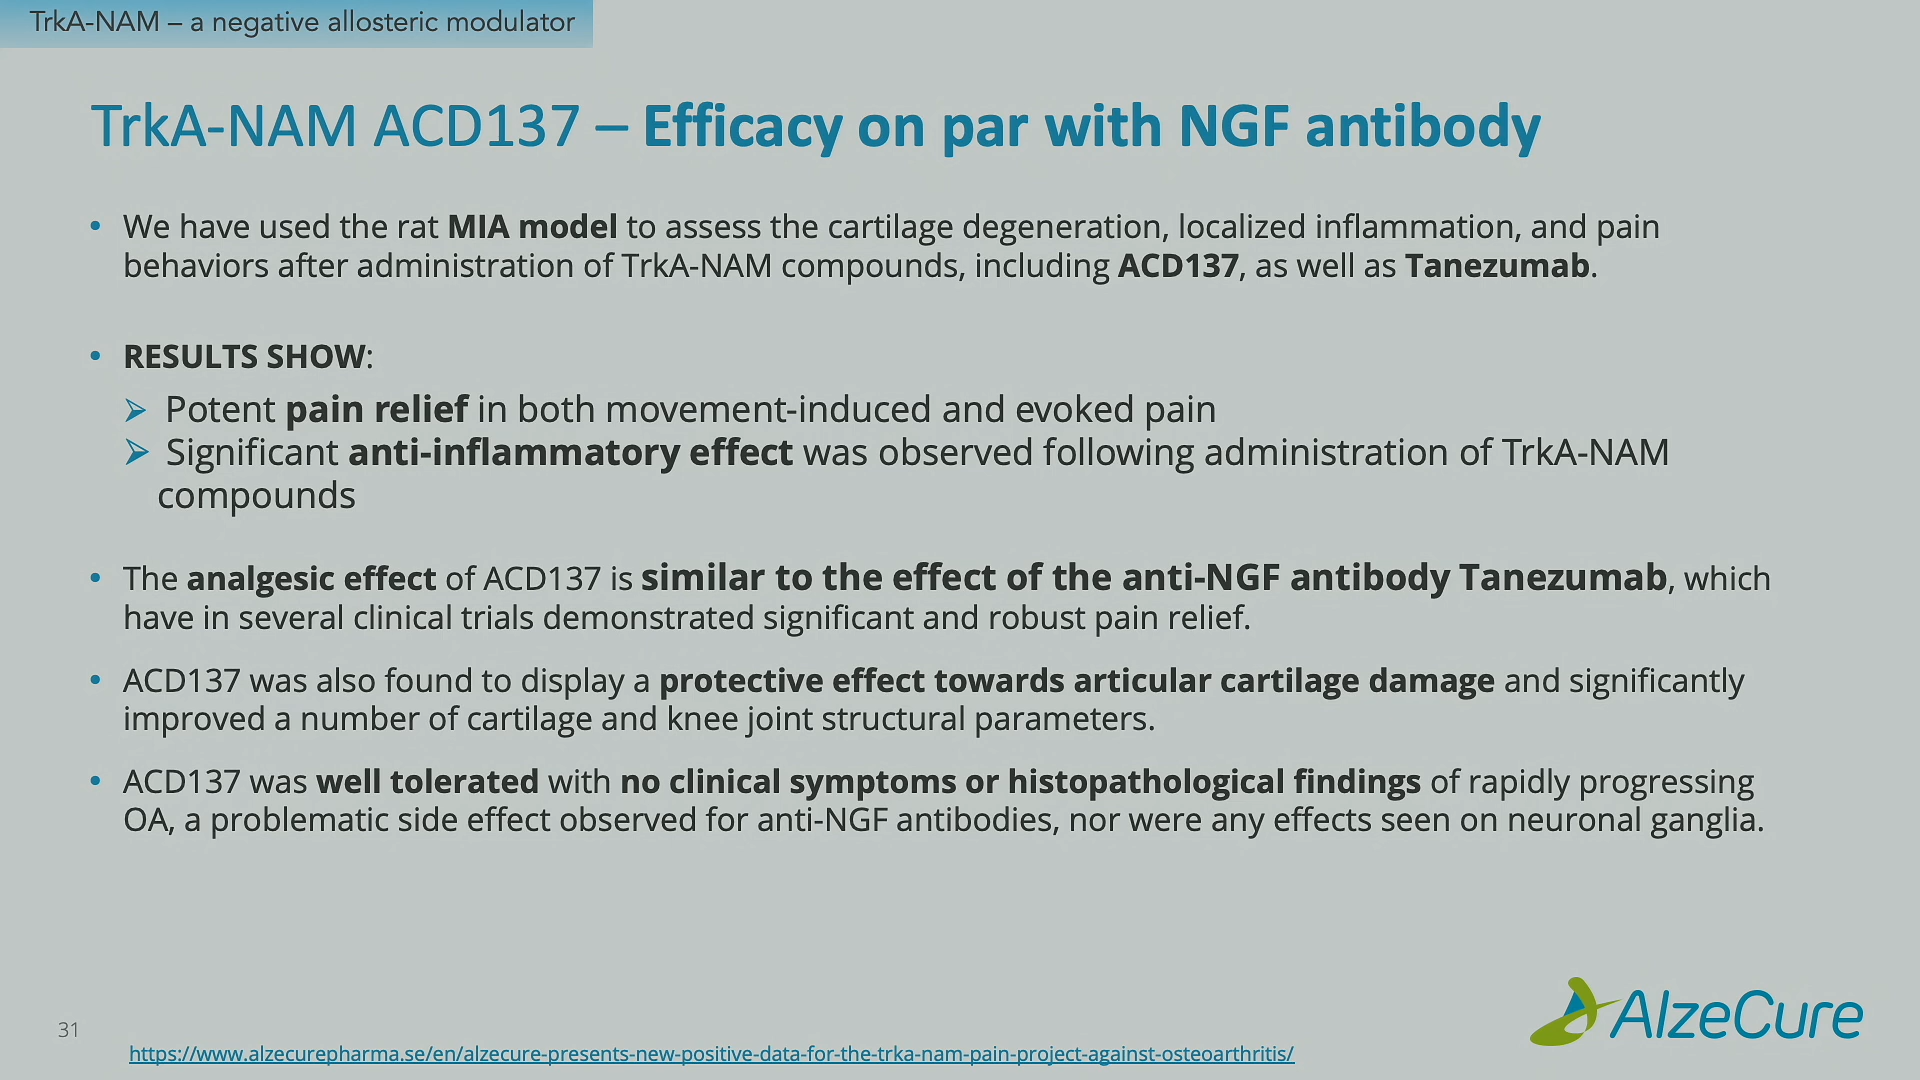 TrkA-NAM – a negative allosteric modulator
TrkA-NAM ACD137 – Efficacy on par with NGF antibody
• We have used the rat MIA model to assess the cartilage degeneration, localized inflammation, and pain
behaviors after administration of TrkA-NAM compounds, including ACD137, as well as Tanezumab.
• RESULTS SHOW:
➢ Potent pain relief in both movement-induced and evoked pain
➢ Significant anti-inflammatory effect was observed following administration of TrkA-NAM
compounds
• The analgesic effect of ACD137 is similar to the effect of the anti-NGF antibody Tanezumab, which
have in several clinical trials demonstrated significant and robust pain relief.
• ACD137 was also found to display a protective effect towards articular cartilage damage and significantly
improved a number of cartilage and knee joint structural parameters.
• ACD137 was well tolerated with no clinical symptoms or histopathological findings of rapidly progressing
OA, a problematic side effect observed for anti-NGF antibodies, nor were any effects seen on neuronal ganglia.
AlzeCure
31
https://www.alzecurepharma.se/en/alzecure-presents-new-positive-data-for-the-trka-nam-pain-project-against-osteoarthritis/